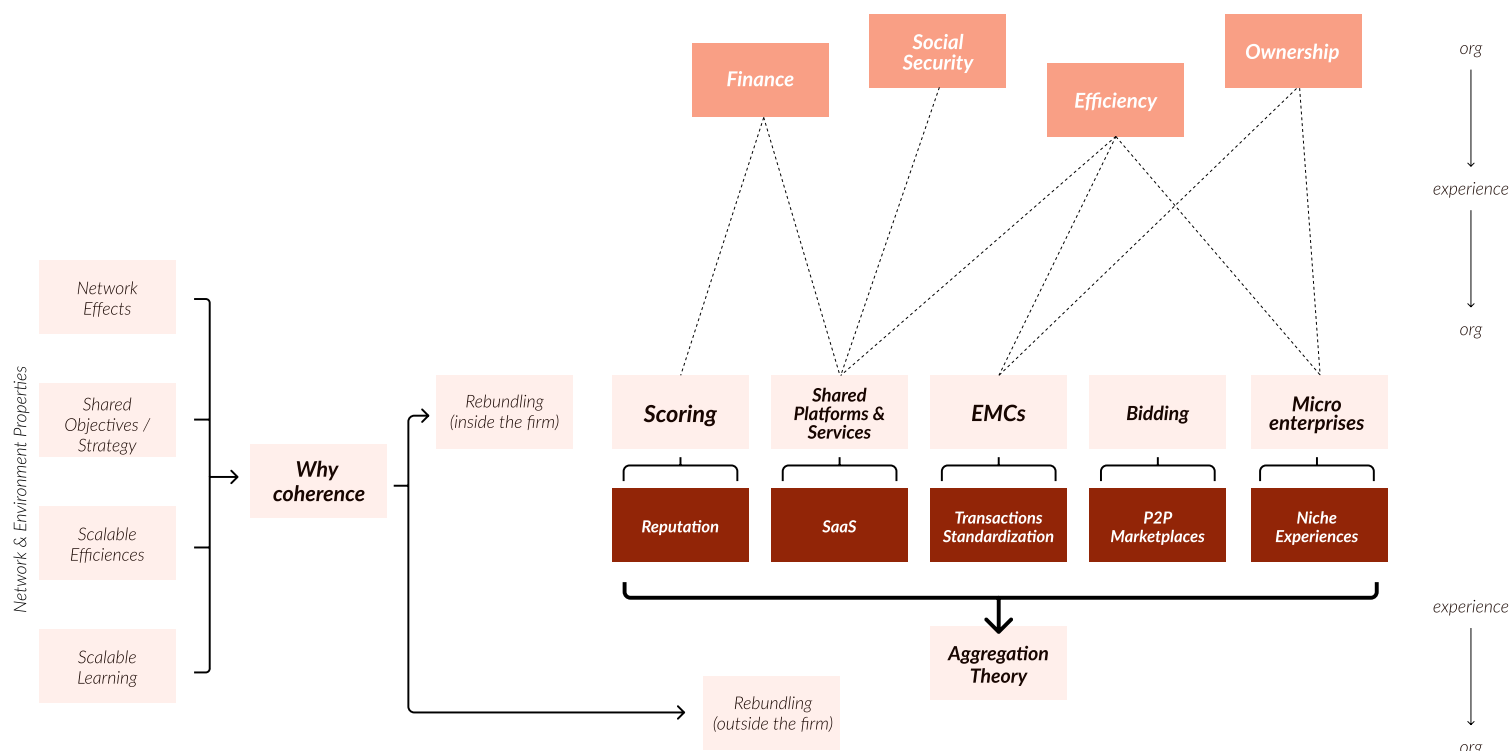 Social
Security
Finance
Efficiency
Ownership
org
experience
org
Network & Environment Properties
Network
Effects
Shared
Objectives /
Strategy
Scalable
Efficiences
Scalable
Learning
Why
coherence
Rebundling
(inside the firm)
Scoring
Shared
Platforms &
Services
EMCs
Bidding
Micro
enterprises
Reputation
SaaS
Transactions
Standardization
P2P
Marketplaces
Niche
Experiences
Aggregation
Theory
Rebundling
(outside the firm)
experience
org